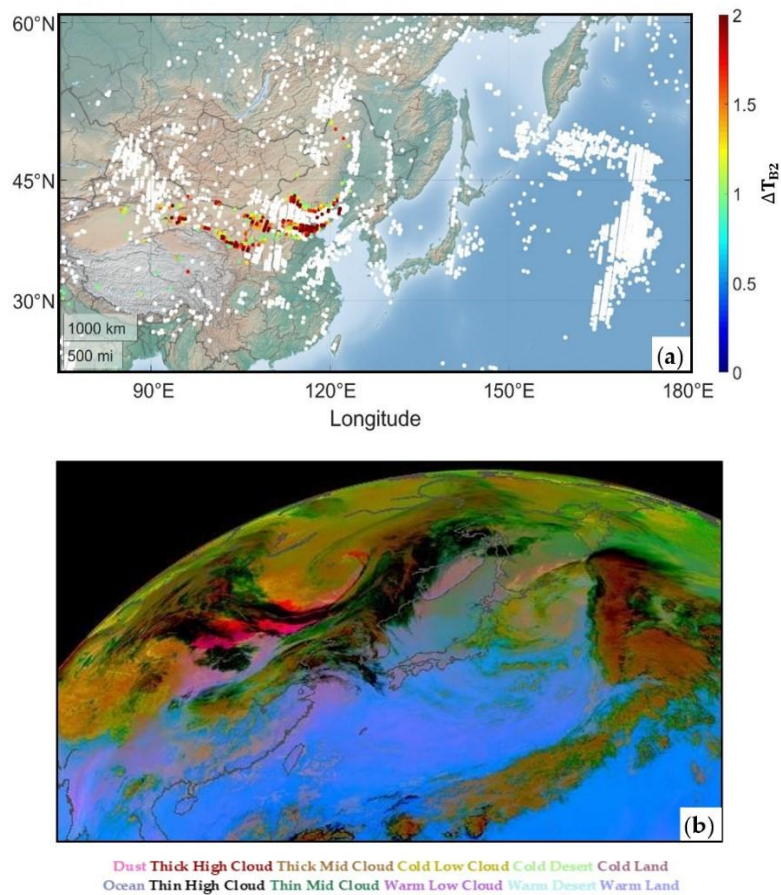 60°N
45°N
30°N
1000 km
500 mi
(a)
90°E
120°E
150°E
180°E
Longitude
2
1.5
1
0.5
0
ΔT_B2
(b)
Dust Thick High Cloud Thick Mid Cloud Cold Low Cloud Cold Desert Cold Land
Ocean Thin High Cloud Thin Mid Cloud Warm Low Cloud Warm Desert Warm Land